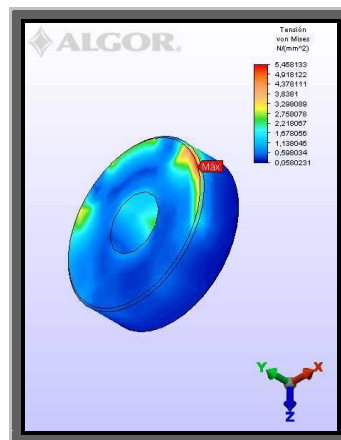 ALGOR.
Tensión
von Mises
N/(mm^2)
5,458133
4,918122
4,378111
3,8381
3,298089
2,758078
2,218067
1,678056
1,138045
0,598034
0,0580231
Máx
Y
X
Z